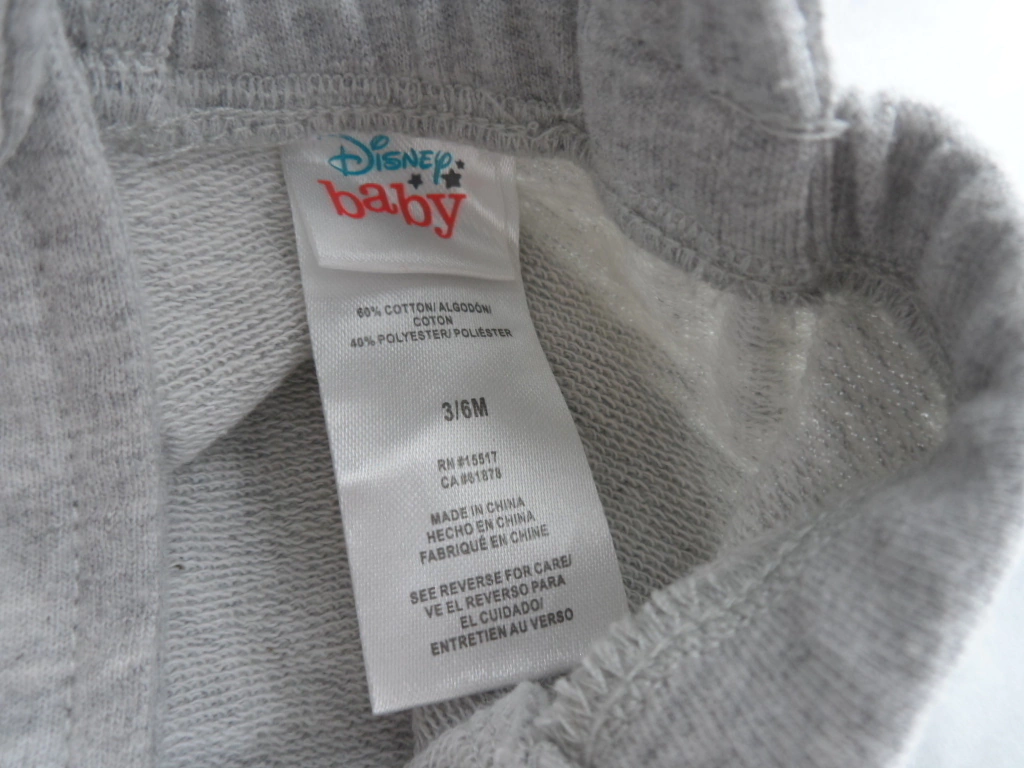 Disney
baby
60% COTTON/ ALGODÓN/
COTON
40% POLYESTER/ POLIÉSTER
3/6M
RN #15517
CA #61878
MADE IN CHINA
HECHO EN CHINA
FABRIQUÉ EN CHINE
SEE REVERSE FOR CARE/
VE EL REVERSO PARA
EL CUIDADO/
ENTRETIEN AU VERSO